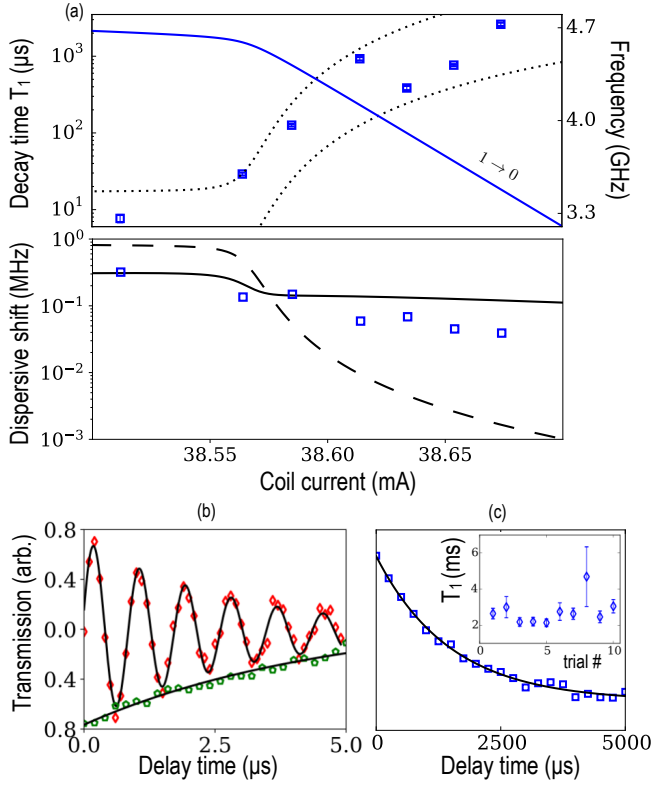 (a)
Decay time T₁ (µs)
10³
10²
10¹
1→0
4.7
4.0
3.3
Frequency (GHz)
Dispersive shift (MHz)
10⁰
10⁻¹
10⁻²
10⁻³
38.55
38.60
38.65
Coil current (mA)
(b)
Transmission (arb.)
0.8
0.4
0.0
0.4
0.8
0.0
2.5
5.0
Delay time (µs)
(c)
T₁ (ms)
6
4
2
0
5
10
trial #
0
2500
5000
Delay time (µs)